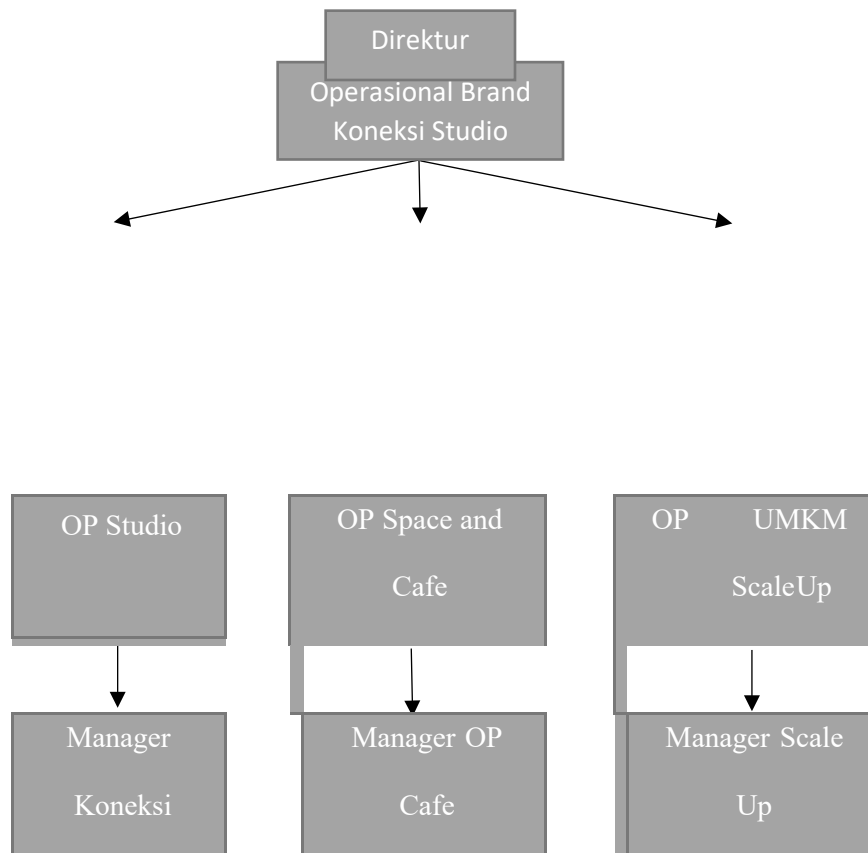 Direktur
Operasional Brand
Koneksi Studio
OP Studio
OP Space and
Cafe
OP UMKM
ScaleUp
Manager
Koneksi
Manager OP
Cafe
Manager Scale
Up